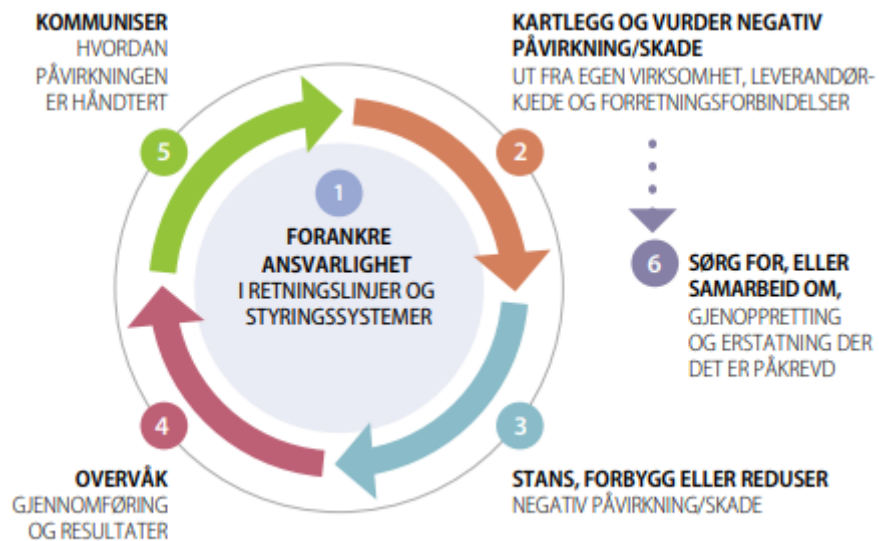 1
FORANKRE
ANSVARLIGHET
I RETNINGSLINJER OG
STYRINGSSYSTEMER
2
KARTLEGG OG VURDER NEGATIV
PÅVIRKNING/SKADE
UT FRA EGEN VIRKSOMHET, LEVERANDØR-
KJEDE OG FORRETNINGSFORBINDELSER
3
STANS, FORBYGG ELLER REDUSER
NEGATIV PÅVIRKNING/SKADE
4
OVERVÅK
GJENNOMFØRING
OG RESULTATER
5
KOMMUNISER
HVORDAN
PÅVIRKNINGEN
ER HÅNDTERT
6
SØRG FOR, ELLER
SAMARBEID OM,
GJENOPPRETTING
OG ERSTATNING DER
DET ER PÅKREVD